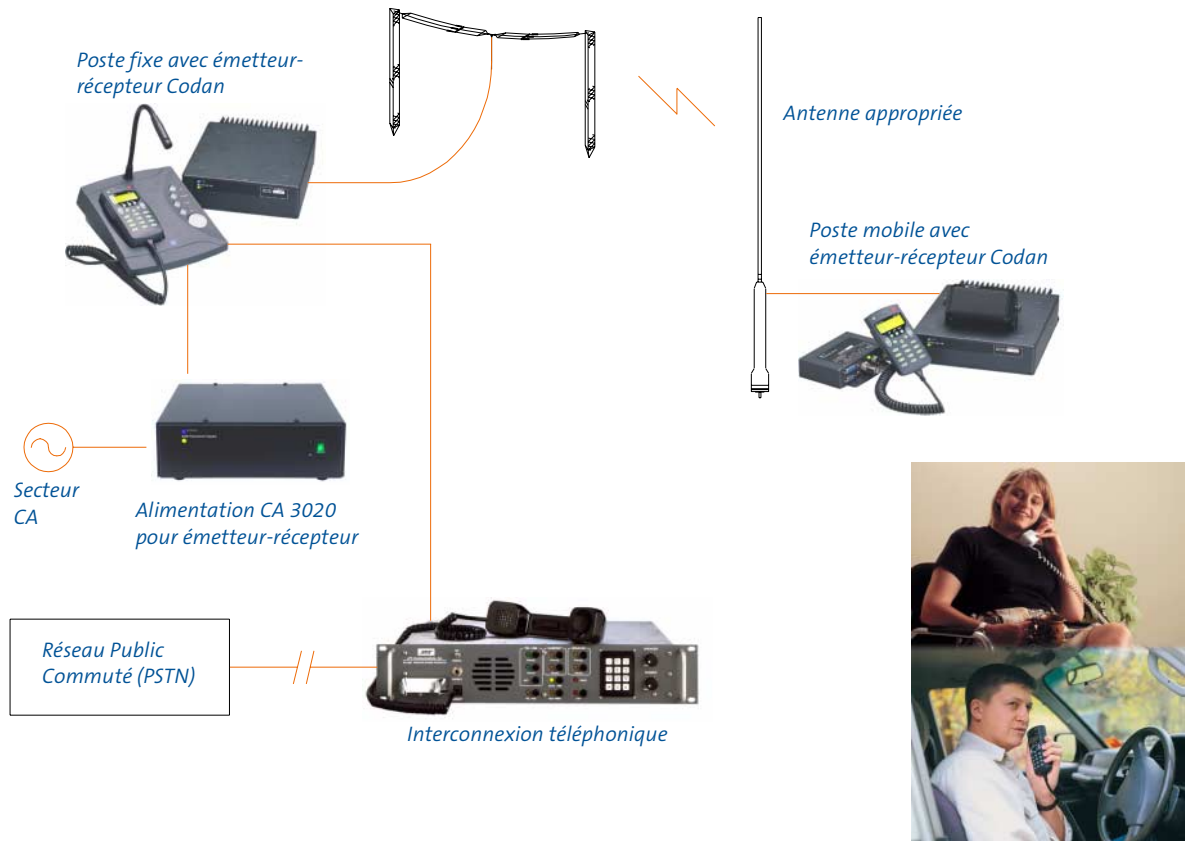 Poste fixe avec émetteur-
récepteur Codan
Antenne appropriée
Poste mobile avec
émetteur-récepteur Codan
Secteur
CA
Alimentation CA 3020
pour émetteur-récepteur
Réseau Public
Commuté (PSTN)
Interconnexion téléphonique